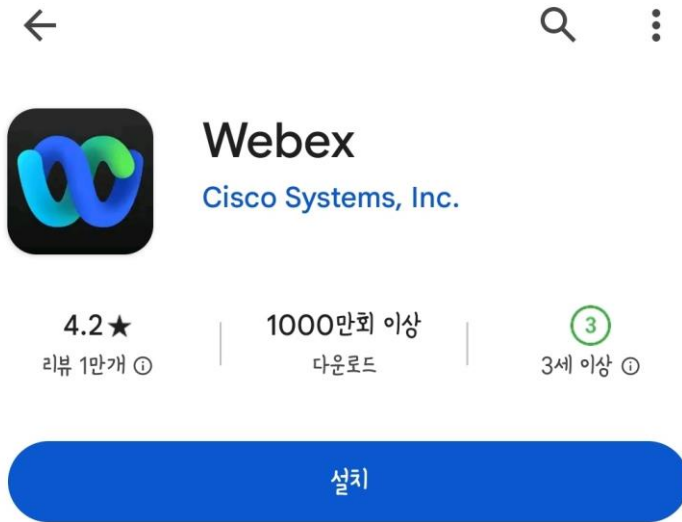 Webex
Cisco Systems, Inc.
4.2★ 1000만회 이상 3
리뷰 1만개 다운로드 3세 이상
설치